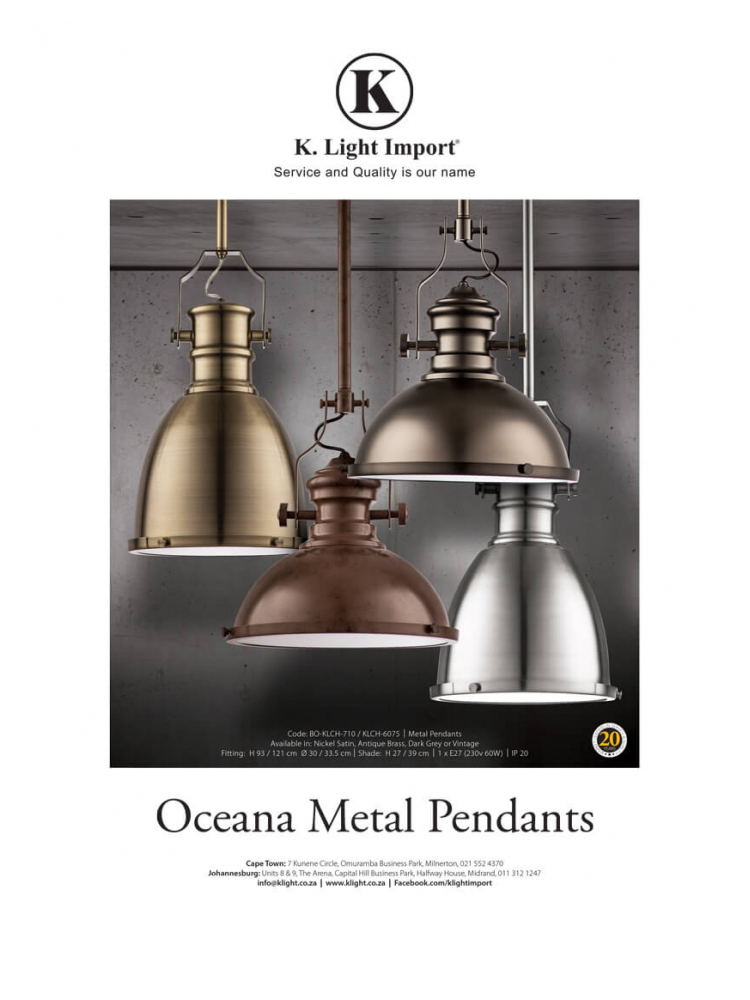 K
K. Light Import®
Service and Quality is our name
Code: BO-KLCH-710 / KLCH-6075 | Metal Pendants
Available in: Nickel Satin, Antique Brass, Dark Grey or Vintage
Fitting: H 93 / 121 cm Ø 30 / 33.5 cm | Shade: H 27 / 39 cm | 1 x E27 (230v 60W) | IP 20
20
YEARS
Oceana Metal Pendants
Cape Town: 7 Kunene Circle, Omuramba Business Park, Milnerton, 021 552 4370
Johannesburg: Units 8 & 9, The Arena, Capital Hill Business Park, Halfway House, Midrand, 011 312 1247
info@klight.co.za | www.klight.co.za | Facebook.com/klightimport